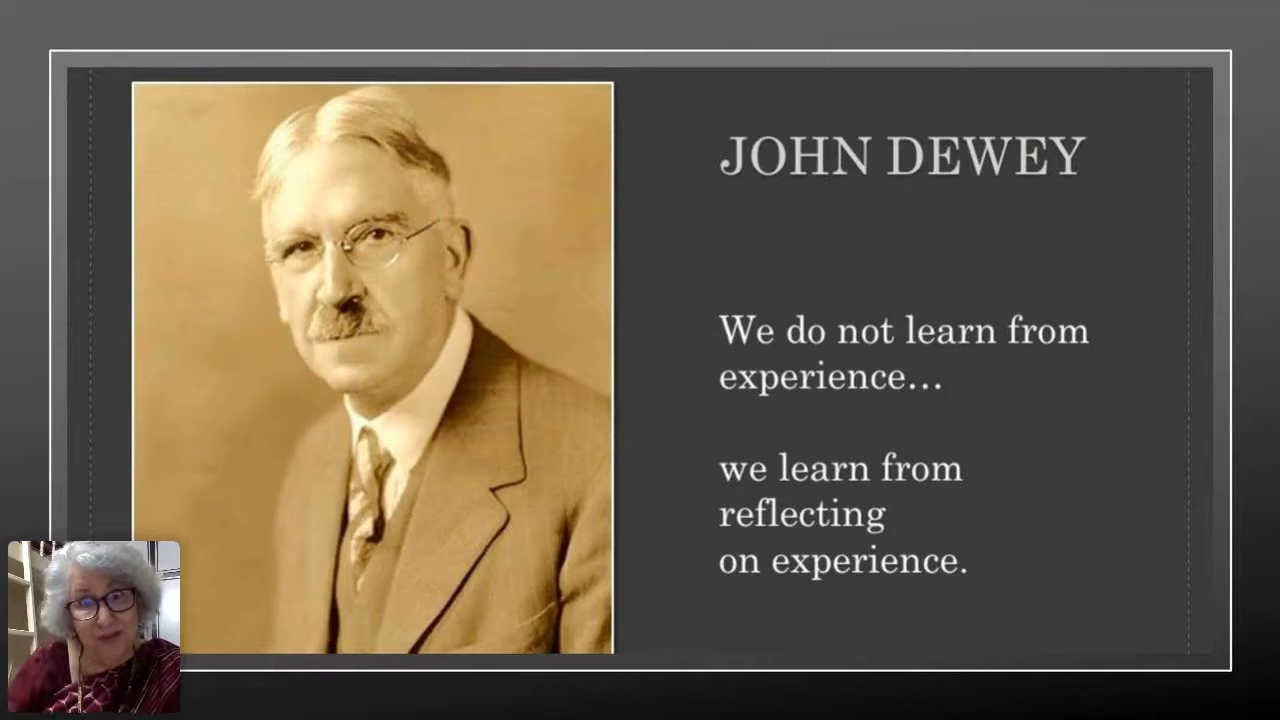 JOHN DEWEY
We do not learn from
experience…
we learn from
reflecting
on experience.